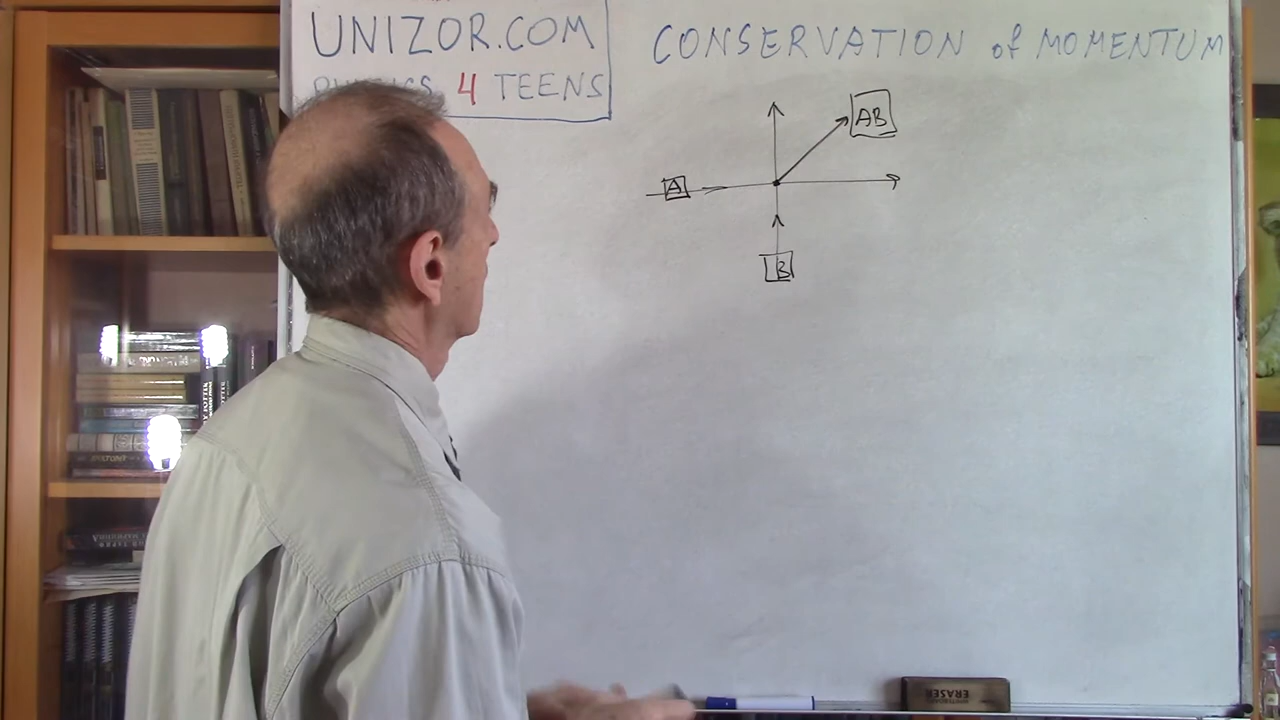 UNIZOR.COM
PHYSICS 4 TEENS
CONSERVATION of MOMENTUM
AB
A
B
ERASER